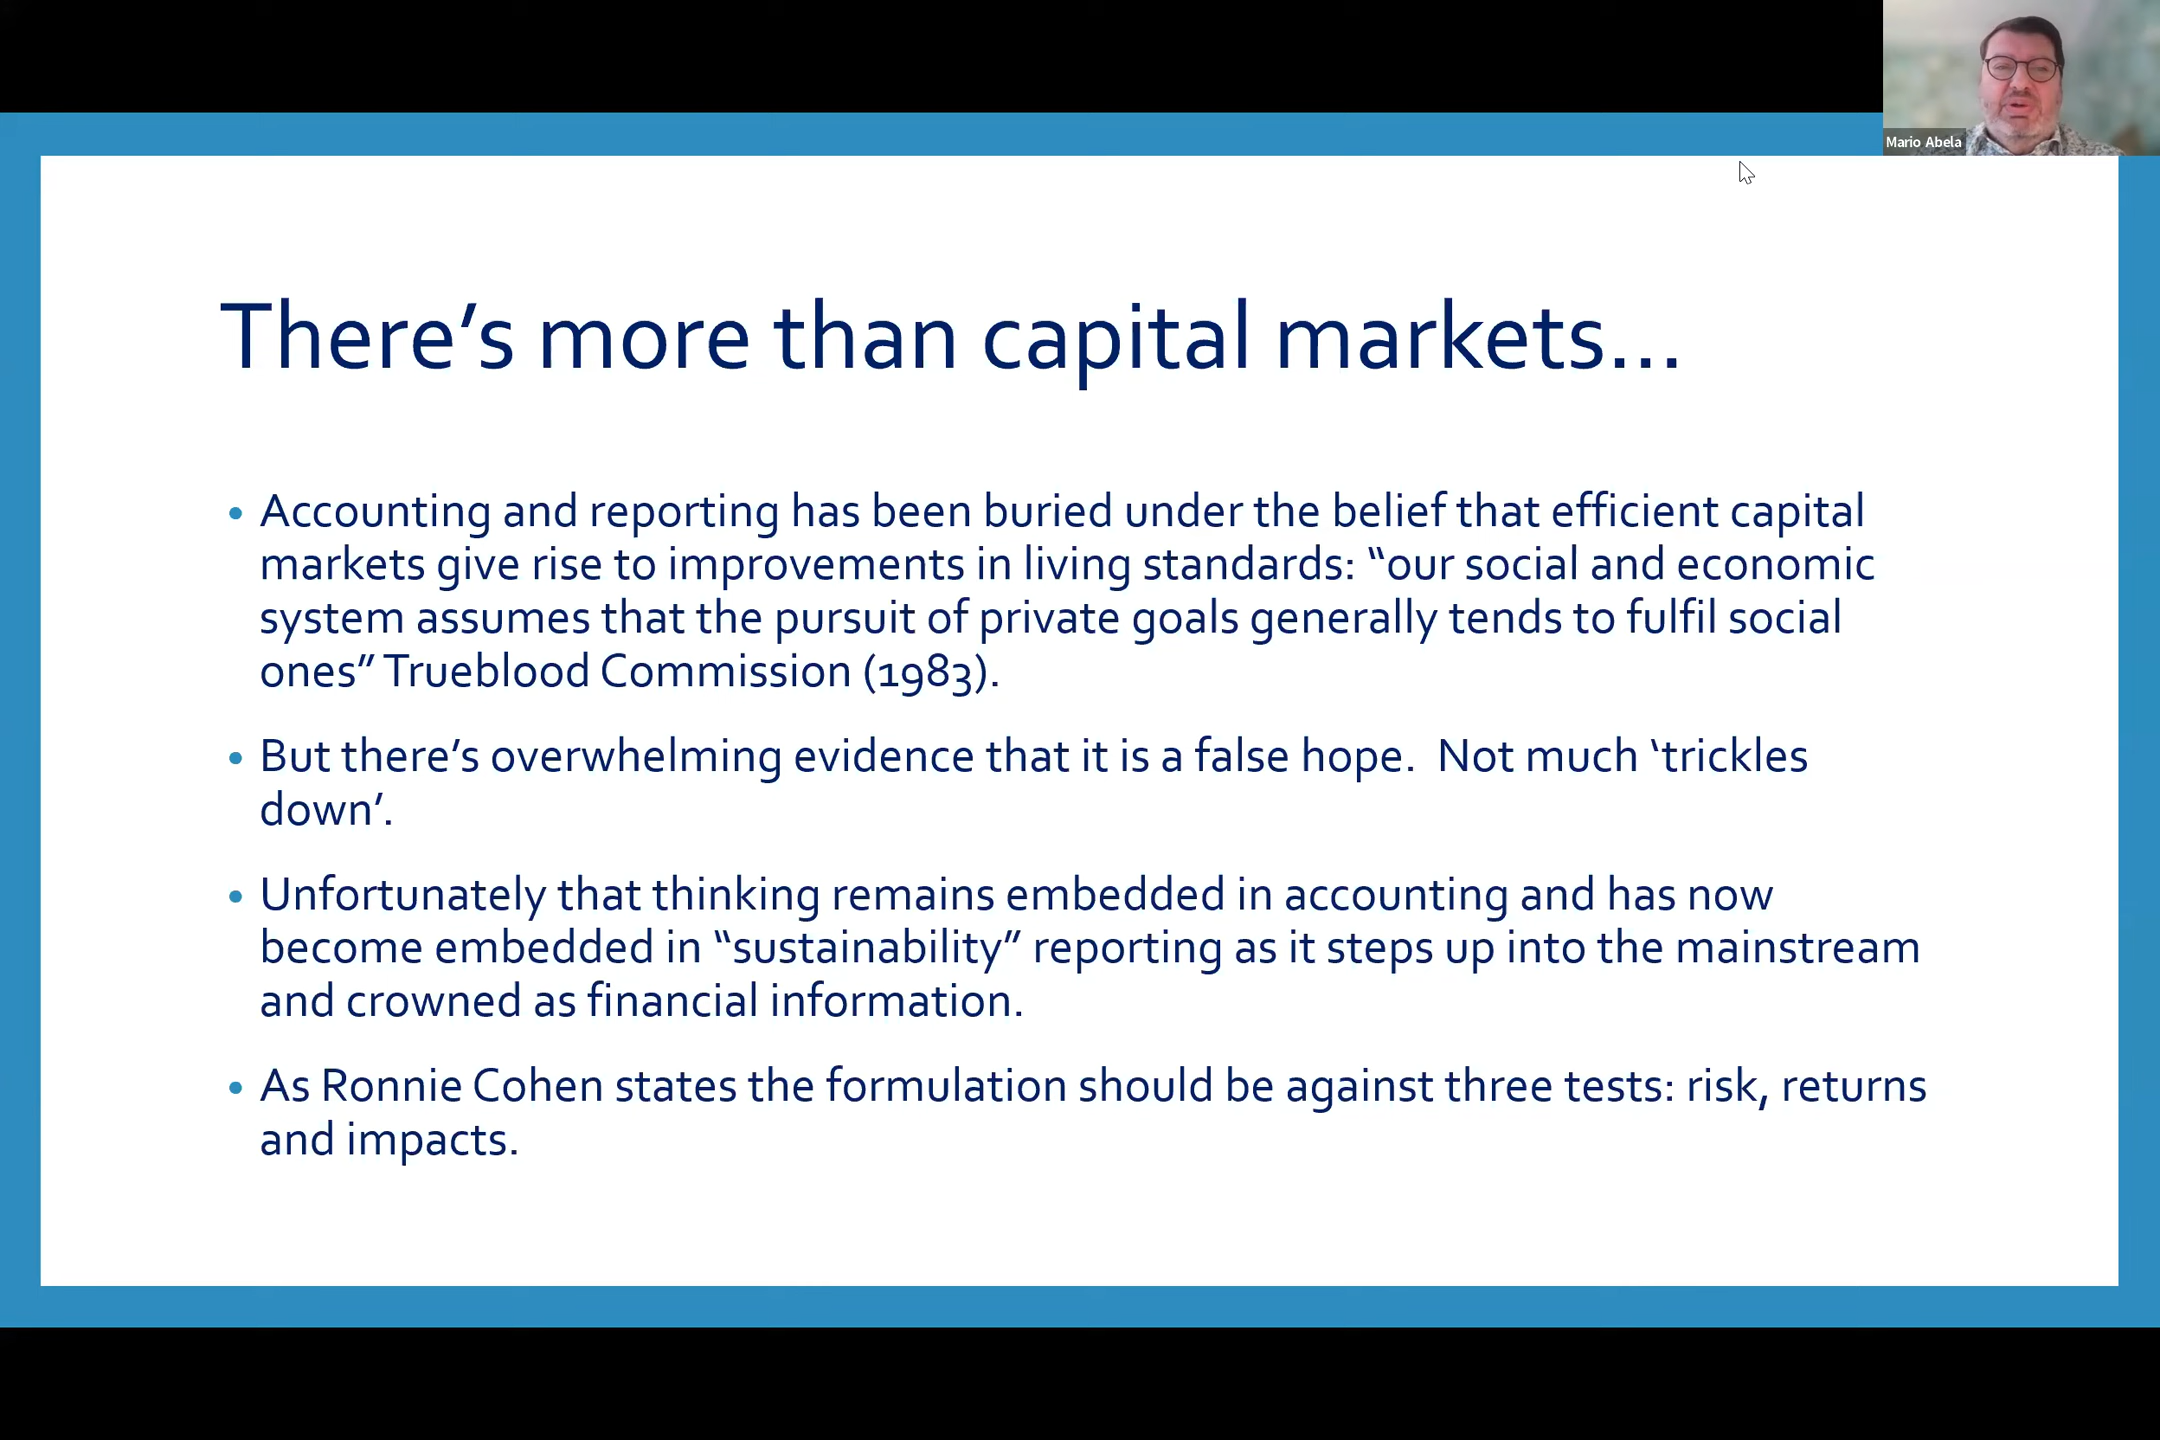 Mario Abela
There’s more than capital markets...
• Accounting and reporting has been buried under the belief that efficient capital
markets give rise to improvements in living standards: “our social and economic
system assumes that the pursuit of private goals generally tends to fulfil social
ones” Trueblood Commission (1983).
• But there’s overwhelming evidence that it is a false hope.  Not much ‘trickles
down’.
• Unfortunately that thinking remains embedded in accounting and has now
become embedded in “sustainability” reporting as it steps up into the mainstream
and crowned as financial information.
• As Ronnie Cohen states the formulation should be against three tests: risk, returns
and impacts.